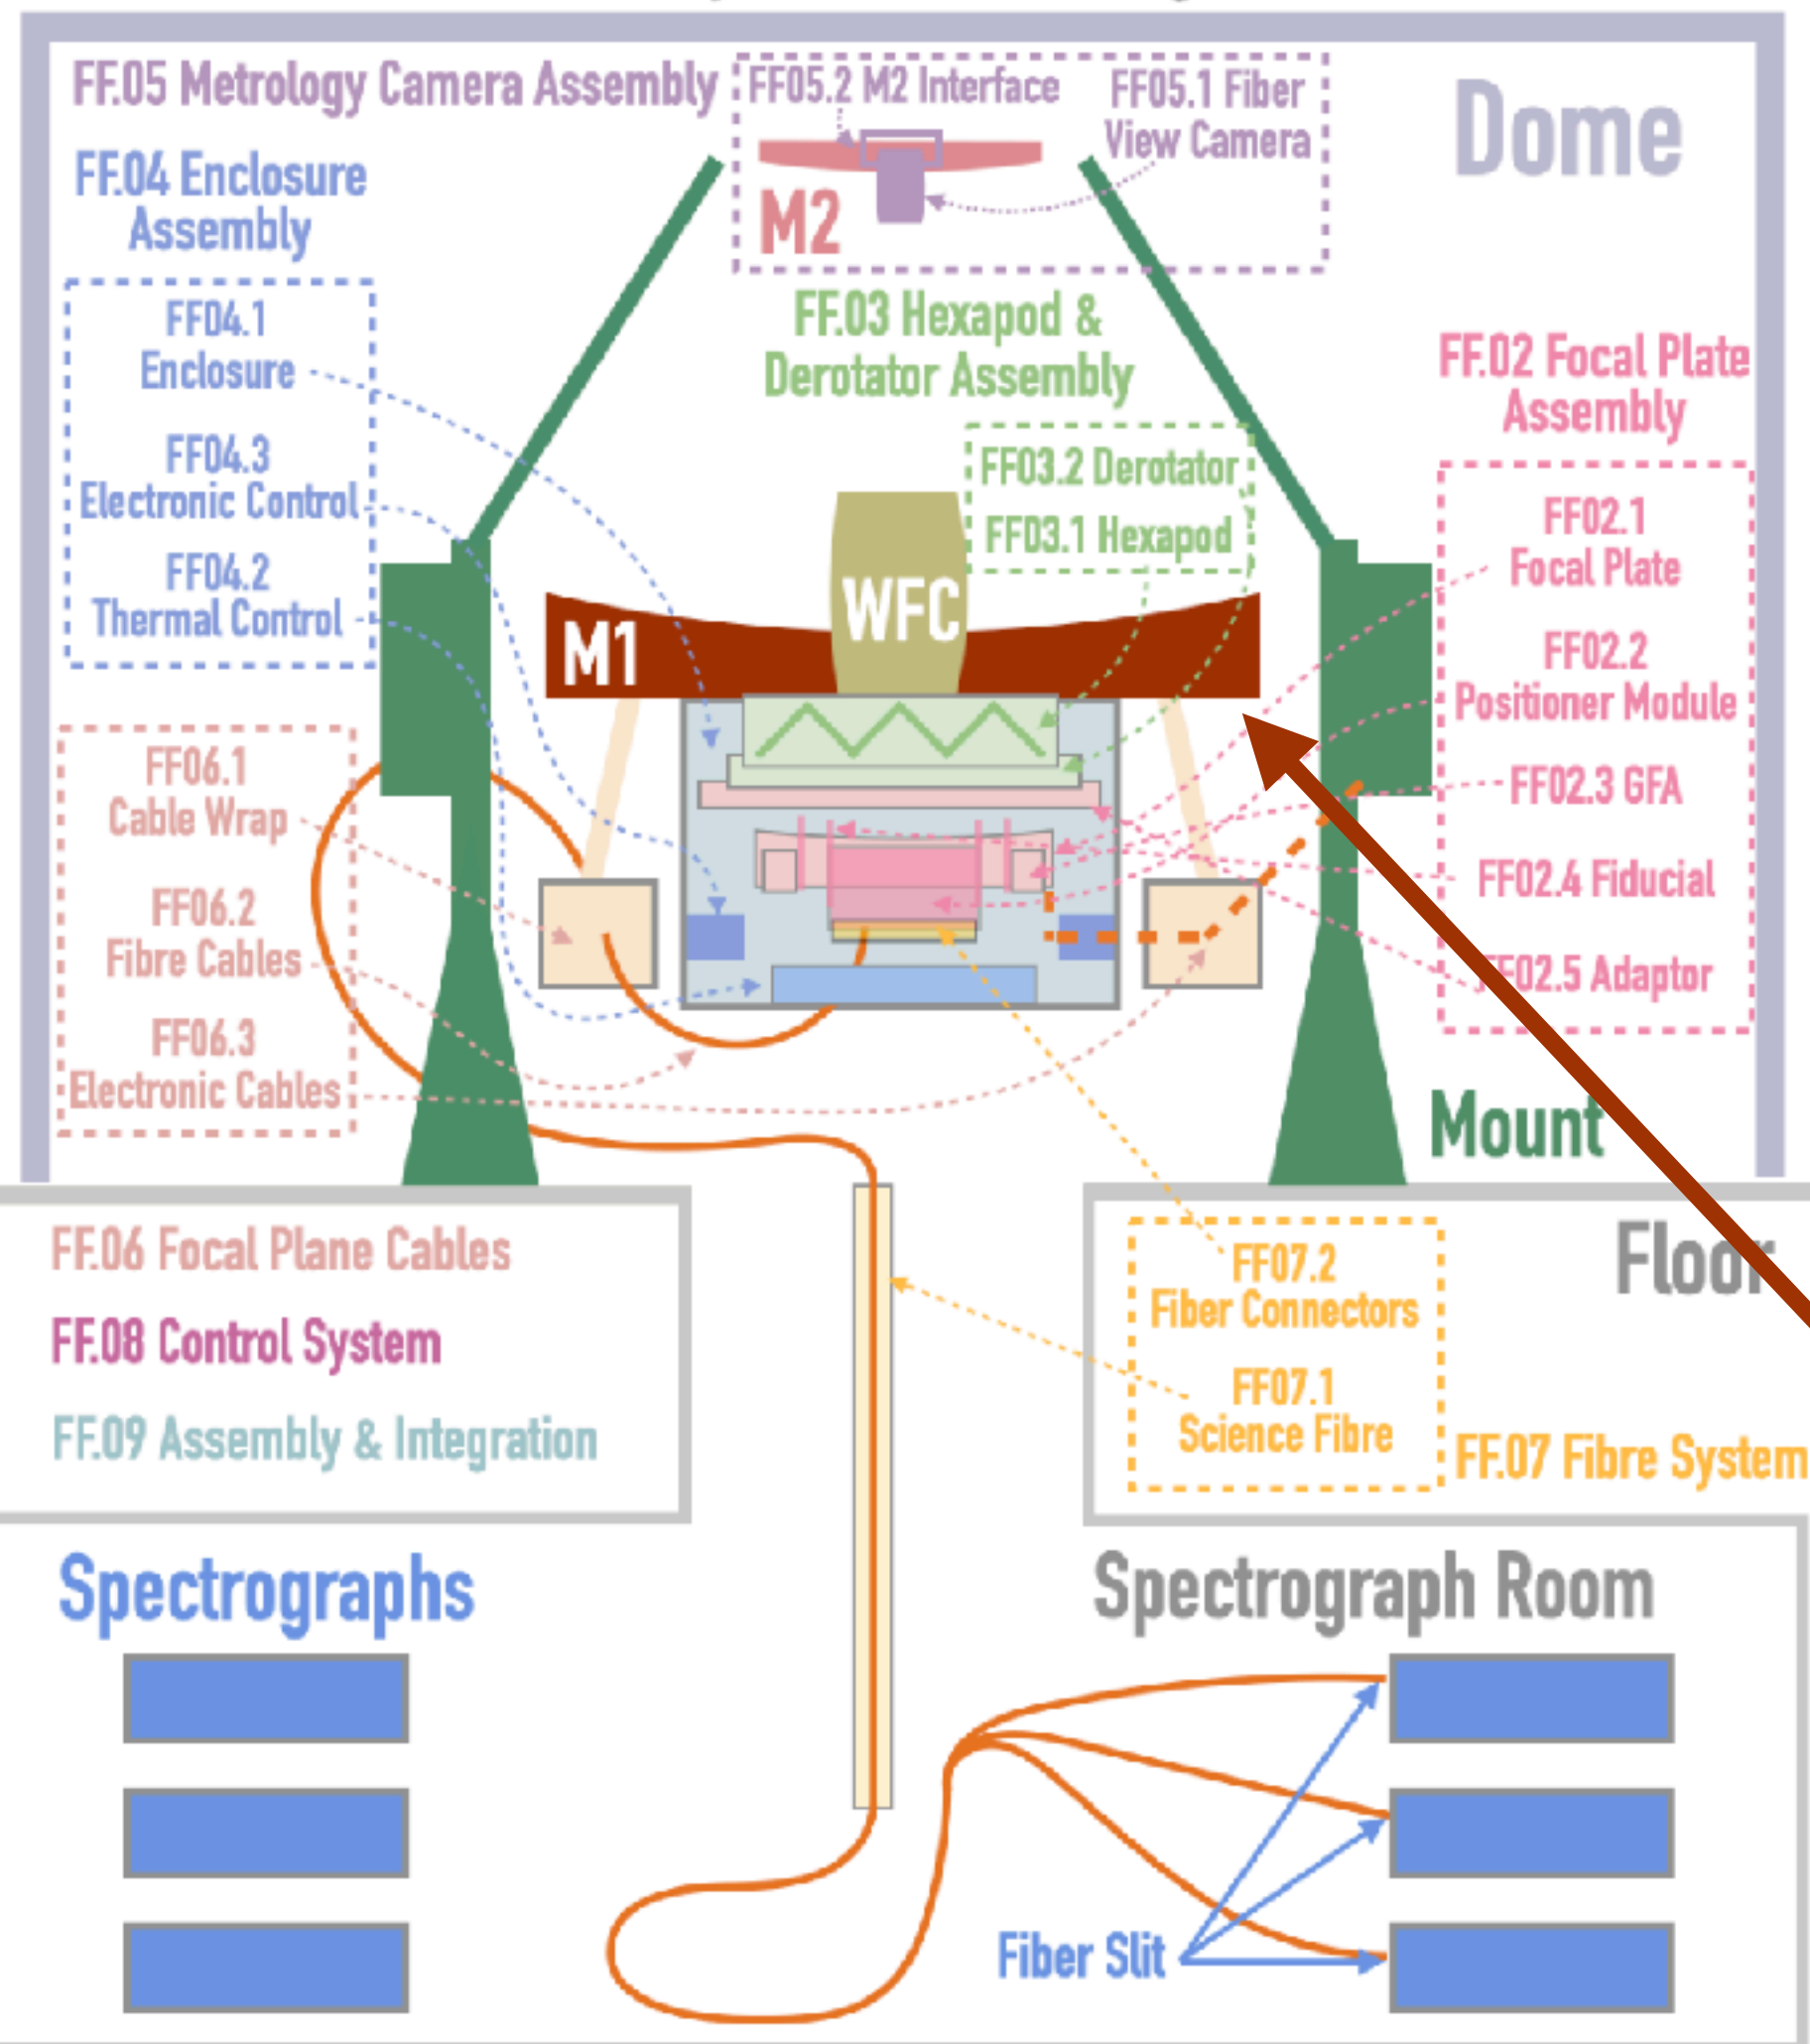 FF.05 Metrology Camera Assembly
FF05.2 M2 Interface
FF05.1 Fiber
View Camera
M2
Dome
FF.04 Enclosure
Assembly
FF04.1
Enclosure
FF04.3
Electronic Control
FF04.2
Thermal Control
FF.03 Hexapod &
Derotator Assembly
FF03.2 Derotator
FF03.1 Hexapod
FF.02 Focal Plate
Assembly
FF02.1
Focal Plate
FF02.2
Positioner Module
FF02.3 GFA
FF02.4 Fiducial
FF02.5 Adaptor
WFC
M1
FF06.1
Cable Wrap
FF06.2
Fibre Cables
FF06.3
Electronic Cables
Mount
FF.06 Focal Plane Cables
FF.08 Control System
FF.09 Assembly & Integration
Floor
FF07.2
Fiber Connectors
FF07.1
Science Fibre
FF.07 Fibre System
Spectrographs
Spectrograph Room
Fiber Slit